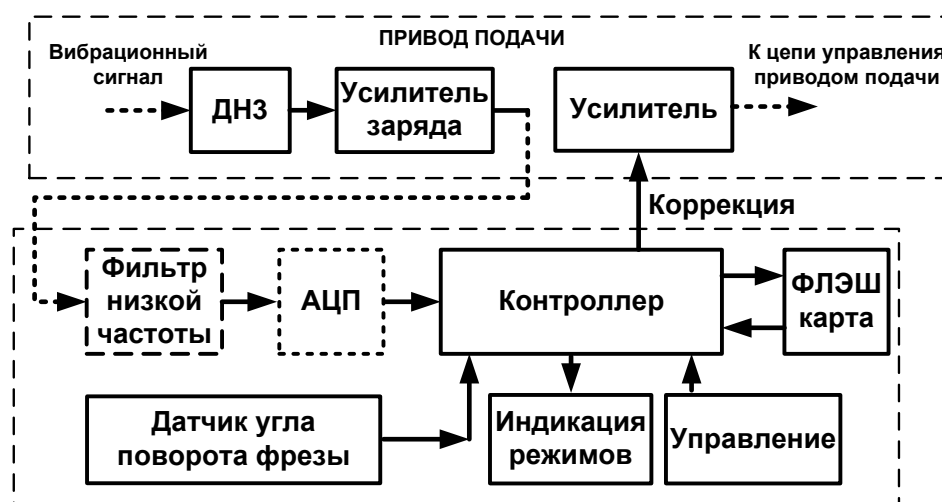 ПРИВОД ПОДАЧИ
Вибрационный
сигнал
ДН3
Усилитель
заряда
Усилитель
К цепи управления
приводом подачи
Коррекция
Фильтр
низкой
частоты
АЦП
Контроллер
ФЛЭШ
карта
Датчик угла
поворота фрезы
Индикация
режимов
Управление